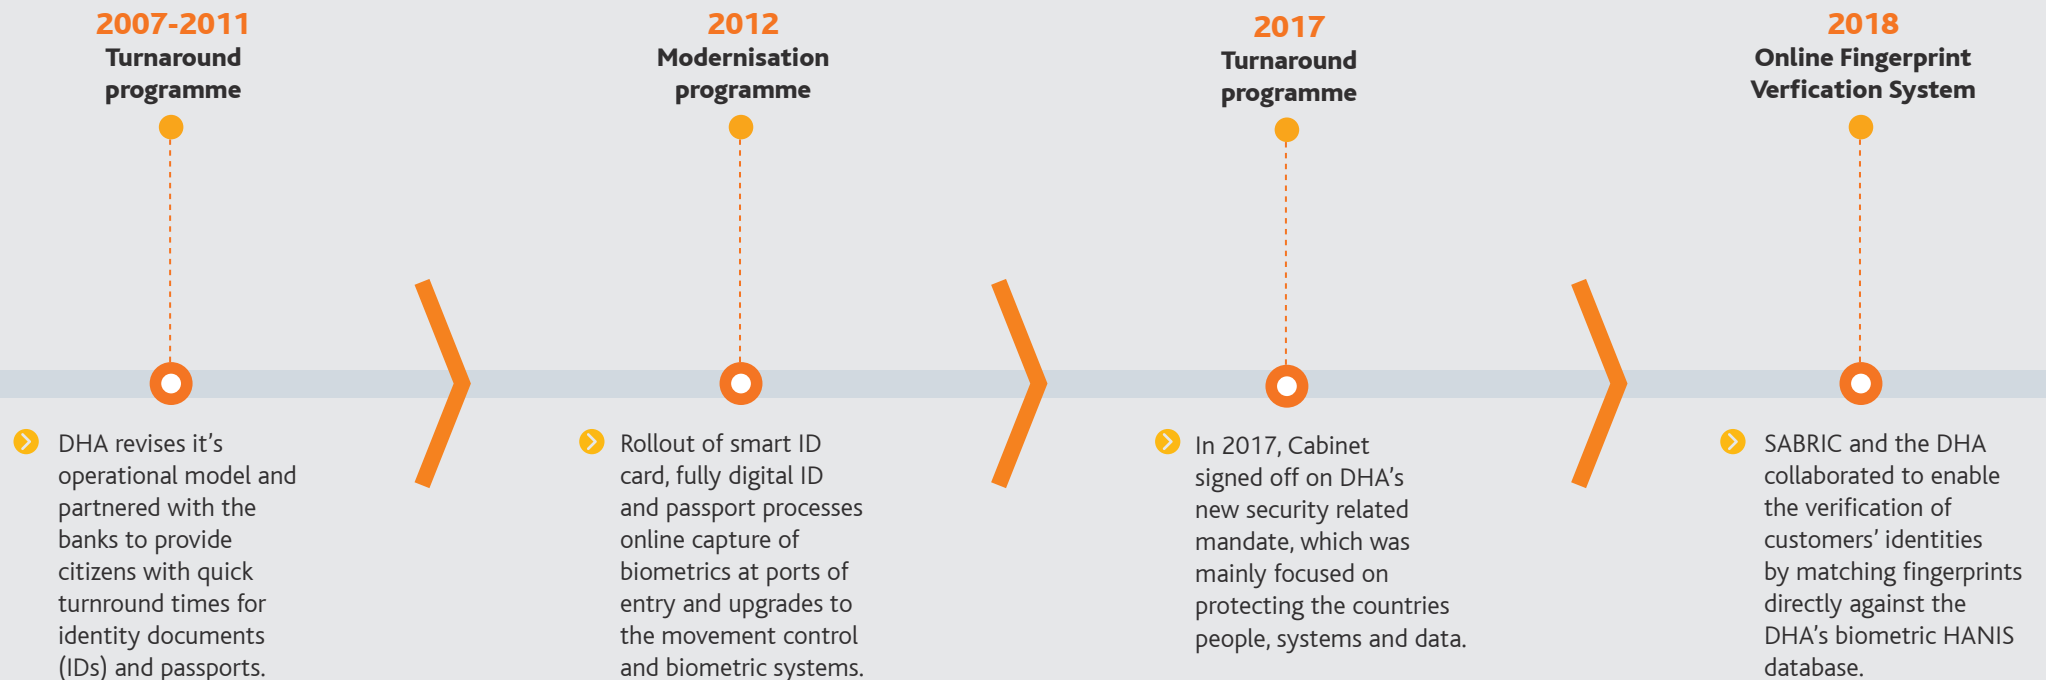 2007-2011
Turnaround
programme
DHA revises it’s
operational model and
partnered with the
banks to provide
citizens with quick
turnround times for
identity documents
(IDs) and passports.
2012
Modernisation
programme
Rollout of smart ID
card, fully digital ID
and passport processes
online capture of
biometrics at ports of
entry and upgrades to
the movement control
and biometric systems.
2017
Turnaround
programme
In 2017, Cabinet
signed off on DHA’s
new security related
mandate, which was
mainly focused on
protecting the countries
people, systems and data.
2018
Online Fingerprint
Verfication System
SABRIC and the DHA
collaborated to enable
the verification of
customers’ identities
by matching fingerprints
directly against the
DHA’s biometric HANIS
database.